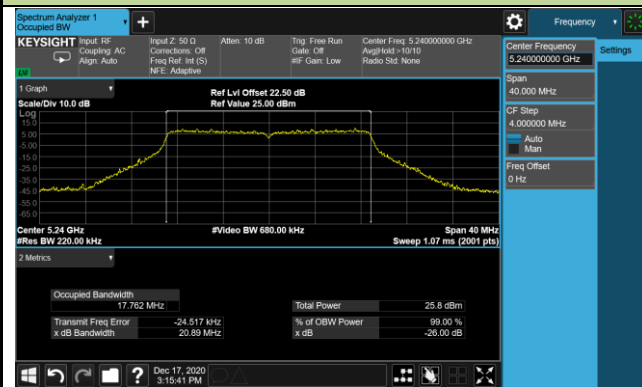 Spectrum Analyzer 1
Occupied BW
Frequency
KEYSIGHT
Input: RF
Coupling: AC
Align: Auto
Input Z: 50 Ω
Corrections: Off
Freq Ref: Int (S)
NFE: Adaptive
Atten: 10 dB
Trig: Free Run
Gate: Off
#IF Gain: Low
Center Freq: 5.240000000 GHz
Avg|Hold:>10/10
Radio Std: None
LM
Center Frequency
5.240000000 GHz
Settings
Span
40.000 MHz
CF Step
4.000000 MHz
Auto
Man
Freq Offset
0 Hz
1 Graph
Scale/Div 10.0 dB
Ref Lvl Offset 22.50 dB
Ref Value 25.00 dBm
Log
15.0
5.00
-5.00
-15.0
-25.0
-35.0
-45.0
-55.0
-65.0
Center 5.24 GHz
#Video BW 680.00 kHz
Span 40 MHz
#Res BW 220.00 kHz
Sweep 1.07 ms (2001 pts)
2 Metrics
Occupied Bandwidth
17.762 MHz
Total Power 25.8 dBm
Transmit Freq Error -24.517 kHz
% of OBW Power 99.00 %
x dB Bandwidth 20.89 MHz
x dB -26.00 dB
?
Dec 17, 2020
3:15:41 PM